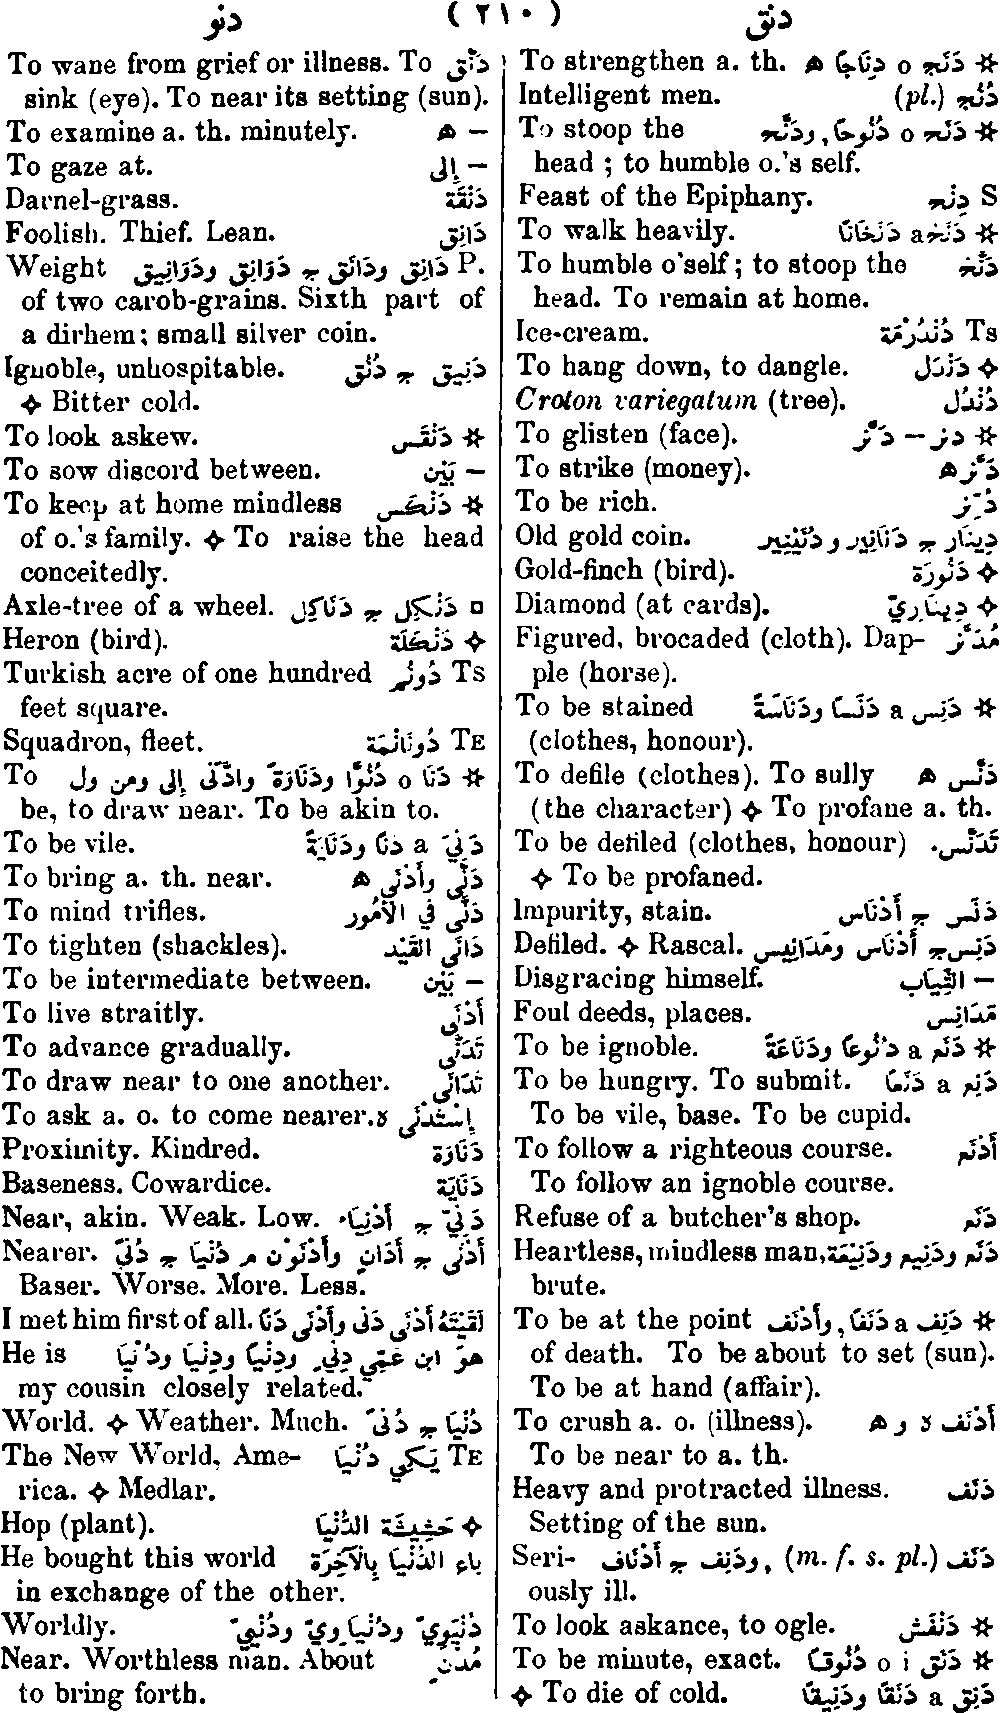 دنو (٢١٠) دنق
To strengthen a. th. ✲ دَنَج o دِنَاجًا ه
Intelligent men. دُنُج (pl.)
To stoop the ✲ دَنَح o دُنُوحًا, ودَنَّح
head ; to humble o.'s self.
Feast of the Epiphany. S دِنْح
To walk heavily. ✲ دَنَخ a دَنَخَانًا
To humble o'self ; to stoop the دَنَّخ
head. To remain at home.
Ice-cream. Ts دُنْدُرْمَة
To hang down, to dangle. ✧ دَنْدَل
Croton variegatum (tree). دُنْدُل
To glisten (face). ✲ دنر — دَنَّر
To strike (money). دَنَّر ه
To be rich. دُنِّر
Old gold coin. دِينَار ج دَنَانِير ودُنَيْنِير
Gold-finch (bird). ✧ دَنُّورَة
Diamond (at cards). ✧ دِينَارِيّ
Figured, brocaded (cloth). Dap- مُدَنَّر
ple (horse).
To be stained ✲ دَنِس a دَنَسًا ودَنَاسَةً
(clothes, honour).
To defile (clothes). To sully دَنَّس ه
(the character) ✧ To profane a. th.
To be defiled (clothes, honour) تَدَنَّس.
✧ To be profaned.
Impurity, stain. دَنَس ج أَدْنَاس
Defiled. ✧ Rascal. دَنِس ج أَدْنَاس ومَدَانِيس
Disgracing himself. — الثِّيَاب
Foul deeds, places. مَدَانِس
To be ignoble. ✲ دَنَع a دُنُوعًا ودَنَاعَةً
To be hungry. To submit. دَنِع a دَنَعًا
To be vile, base. To be cupid.
To follow a righteous course. أَدْنَع
To follow an ignoble course.
Refuse of a butcher's shop. دَنَع
Heartless, mindless man, دَنَع ودَنِيع ودَنِيعَة
brute.
To be at the point ✲ دَنِف a دَنَفًا, وأَدْنَف
of death. To be about to set (sun).
To be at hand (affair).
To crush a. o. (illness). أَدْنَف ه و ه
To be near to a. th.
Heavy and protracted illness. دَنَف
Setting of the sun.
Seri- دَنَف (m. f. s. pl.) , ودَنِف ج أَدْنَاف
ously ill.
To look askance, to ogle. ✲ دَنْفَش
To be minute, exact. ✲ دَنَق o i دُنُوقًا
✧ To die of cold. دَنِق a دَنَقًا ودَنِيقًا
To wane from grief or illness. To دَنَّق
sink (eye). To near its setting (sun).
To examine a. th. minutely. — ه
To gaze at. — إِلى
Darnel-grass. دَنْقَة
Foolish. Thief. Lean. دَانِق
Weight P. دَانِق ودَانَق ج دَوَانِق ودَوَانِيق
of two carob-grains. Sixth part of
a dirhem ; small silver coin.
Ignoble, unhospitable. دَنِيق ج دُنُق
✧ Bitter cold.
To look askew. ✲ دَنْقَس
To sow discord between. — بَيْن
To keep at home mindless ✲ دَنْكَس
of o.'s family. ✧ To raise the head
conceitedly.
Axle-tree of a wheel. □ دَنْكِل ج دَنَاكِل
Heron (bird). ✧ دَنْكَلَة
Turkish acre of one hundred Ts دُونُم
feet square.
Squadron, fleet. TE دُونَانْمَة
To ✲ دَنَا o دُنُوًّا ودَنَاوَةً وادَّنَى إِلى ومن ول
be, to draw near. To be akin to.
To be vile. دَنِيَ a دَنًا ودَنَايَةً
To bring a. th. near. دَنَّى وأَدْنَى ه
To mind trifles. دَنَّى في الأُمُور
To tighten (shackles). دَانَى القَيْد
To be intermediate between. — بَيْن
To live straitly. أَدْنَى
To advance gradually. تَدَنَّى
To draw near to one another. تَدَانَى
To ask a. o. to come nearer. إِسْتَدْنَى ه
Proximity. Kindred. دَنَاوَة
Baseness. Cowardice. دَنَايَة
Near, akin. Weak. Low. دَنِيّ ج أَدْنِيَاء
Nearer. أَدْنَى ج أَدَانٍ وأَدْنَوْن م دُنْيَا ج دُنًى
Baser. Worse. More. Less.
I met him first of all. لَقِيتُهُ أَدْنَى دَنى وأَدْنَى دَنًا
He is هوَ ابن عَمِّي دِنْيٍ ودِنْيًا ودِنْيَا ودُنْيَا
my cousin closely related.
World. ✧ Weather. Much. دُنْيَا ج دُنًى
The New World, Ame- TE يَكِي دُنْيَا
rica. ✧ Medlar.
Hop (plant). ✧ حَشِيشَة الدُّنْيَا
He bought this world بَاء الدُّنْيَا بِالْآخِرَة
in exchange of the other.
Worldly. دُنْيَوِيّ ودُنْيَاوِيّ ودُنْيِيّ
Near. Worthless man. About مُدْنٍ
to bring forth.